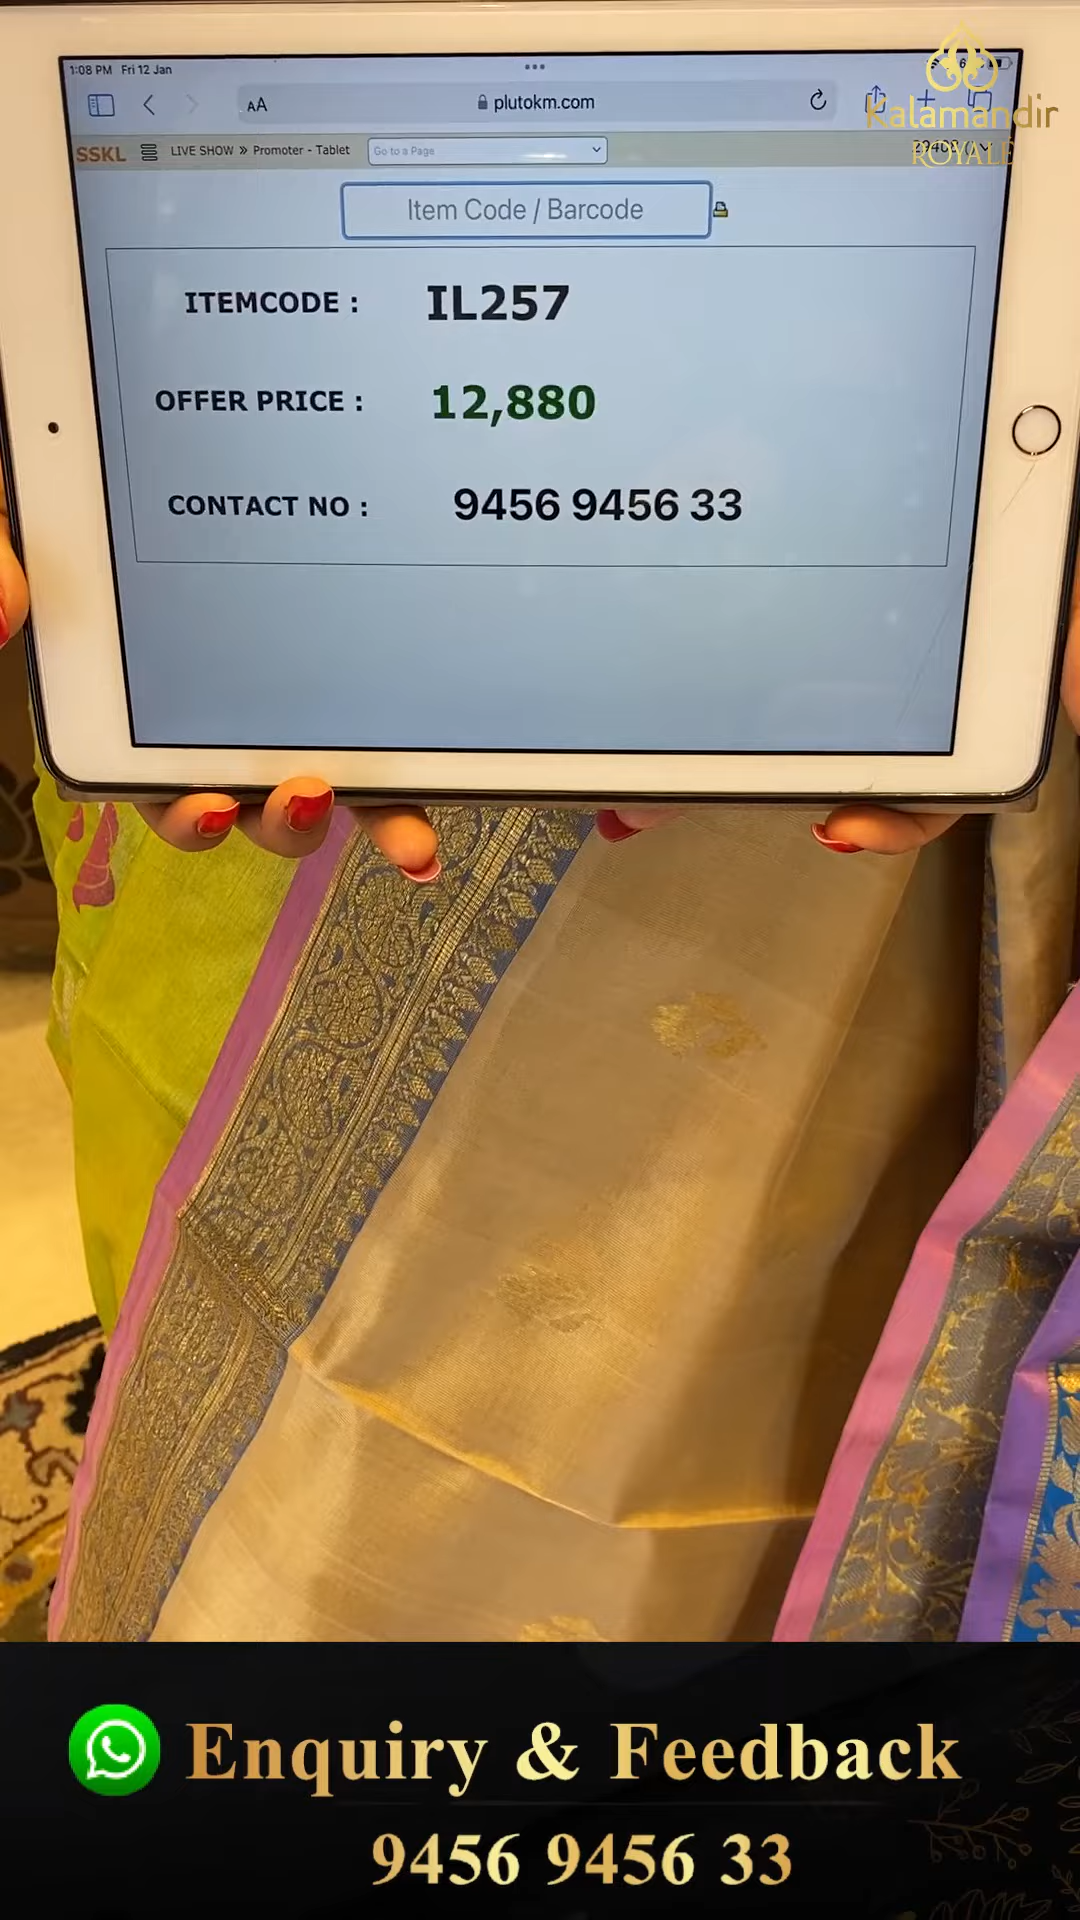 1:08 PM Fri 12 Jan
Kalamandir
ROYALE
AA plutokm.com
SSKL LIVE SHOW » Promoter - Tablet Go to a Page
Item Code / Barcode
ITEMCODE : IL257
OFFER PRICE : 12,880
CONTACT NO : 9456 9456 33
Enquiry & Feedback
9456 9456 33